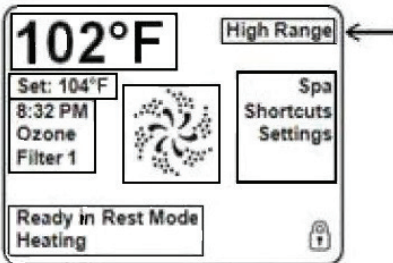 102°F
High Range
Set: 104°F
8:32 PM
Ozone
Filter 1
Spa
Shortcuts
Settings
Ready in Rest Mode
Heating